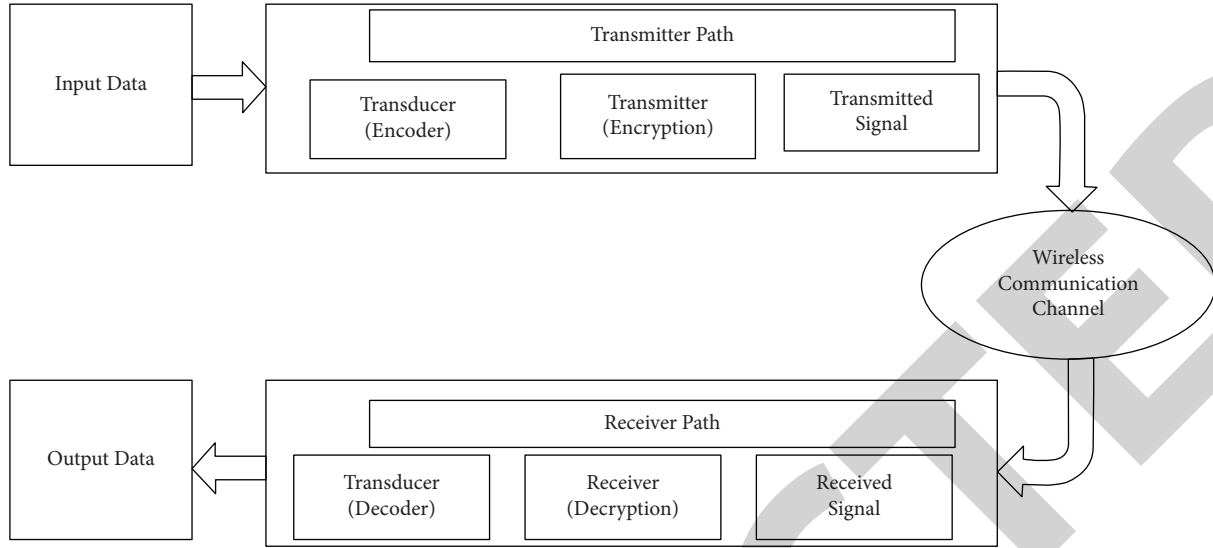 Input Data
Transmitter Path
Transducer
(Encoder)
Transmitter
(Encryption)
Transmitted
Signal
Wireless
Communication
Channel
Output Data
Receiver Path
Transducer
(Decoder)
Receiver
(Decryption)
Received
Signal
CTED